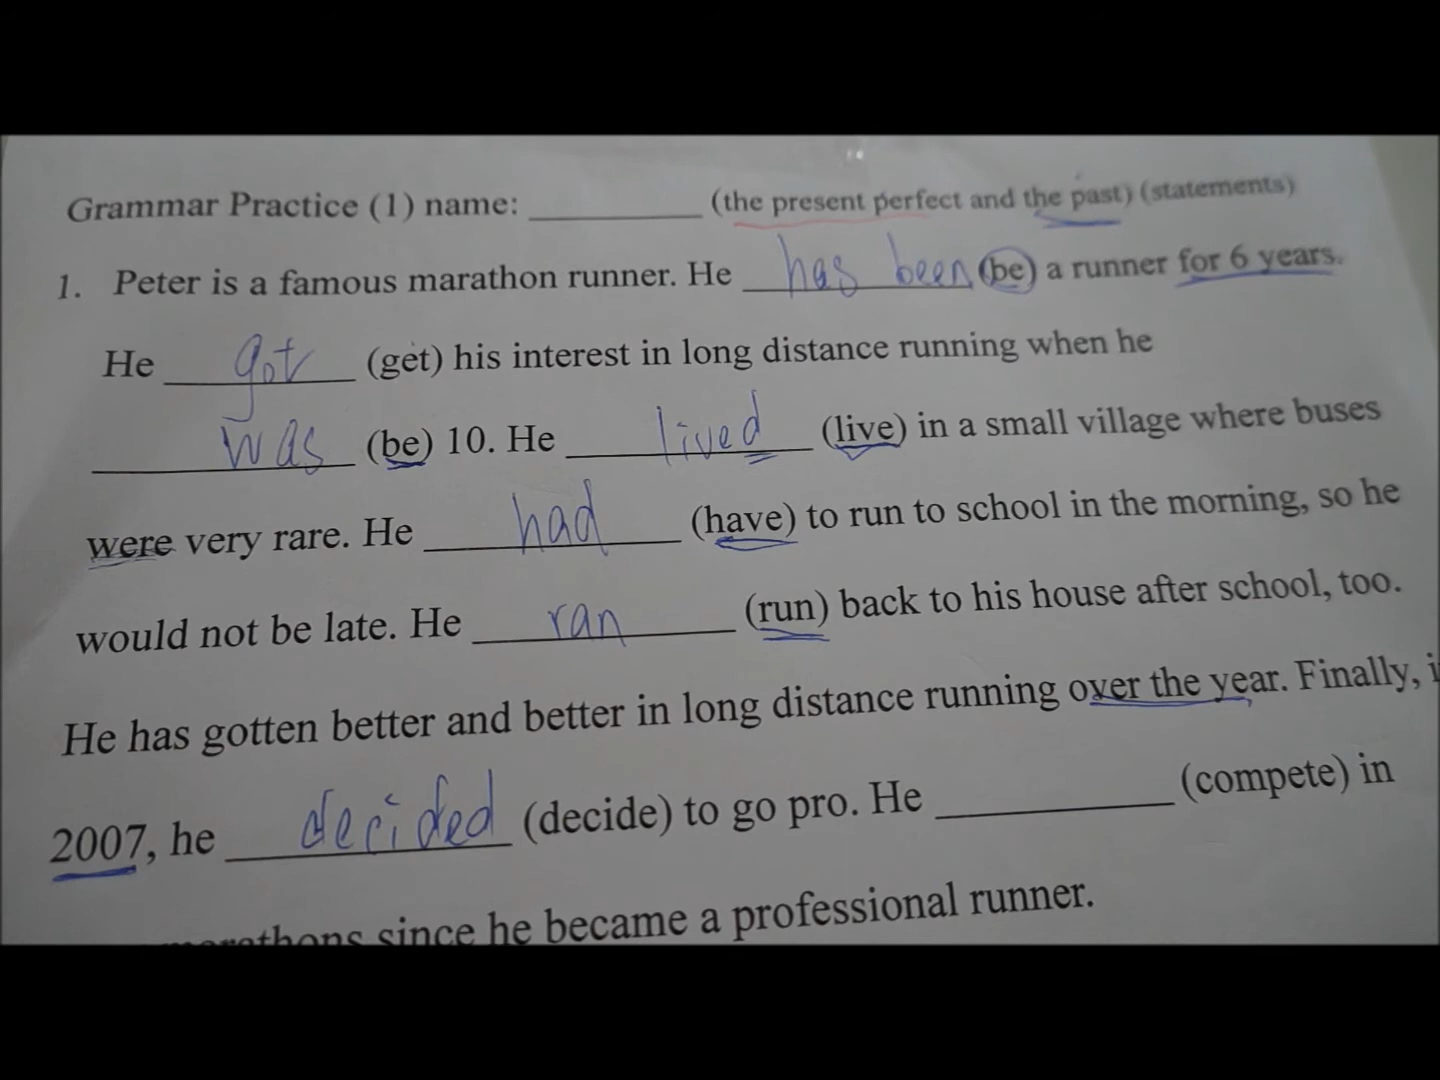 Grammar Practice (1) name: __________ (the present perfect and the past) (statements)
1. Peter is a famous marathon runner. He has been (be) a runner for 6 years.
He got (get) his interest in long distance running when he
was (be) 10. He lived (live) in a small village where buses
were very rare. He had (have) to run to school in the morning, so he
would not be late. He ran (run) back to his house after school, too.
He has gotten better and better in long distance running over the year. Finally,
2007, he decided (decide) to go pro. He __________ (compete) in
marathons since he became a professional runner.